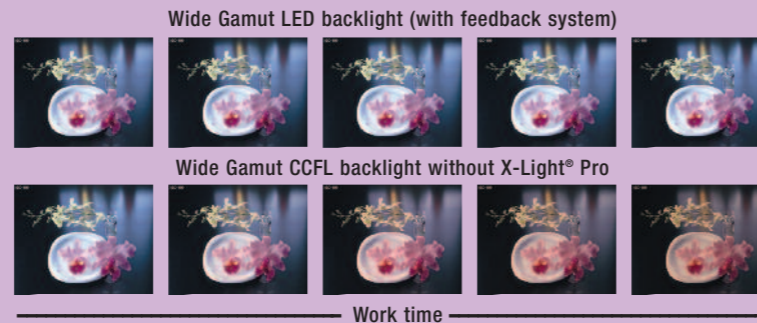 Wide Gamut LED backlight (with feedback system)
Wide Gamut CCFL backlight without X-Light® Pro
Work time